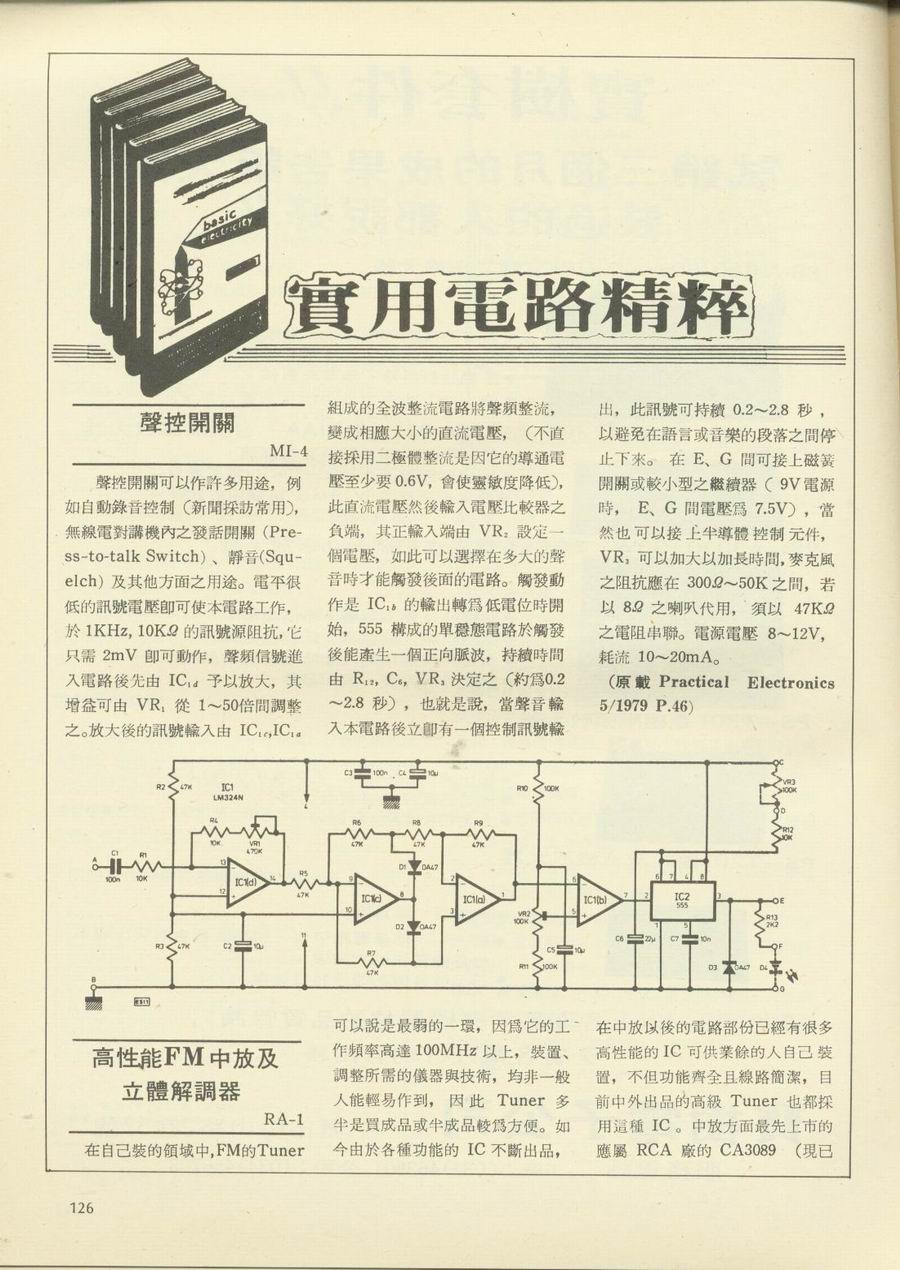 basic
electricity
實用電路精粹
聲控開關
MI-4
聲控開關可以作許多用途，例
如自動錄音控制（新聞採訪常用），
無線電對講機內之發話開關（Pre-
ss-to-talk Switch）、靜音(Squ-
elch) 及其他方面之用途。電平很
低的訊號電壓卽可使本電路工作，
於 1KHz, 10KΩ 的訊號源阻抗，它
只需 2mV 卽可動作，聲頻信號進
入電路後先由 IC₁d 予以放大，其
增益可由 VR₁ 從 1～50倍間調整
之。放大後的訊號輸入由 IC₁c,IC₁a
組成的全波整流電路將聲頻整流，
變成相應大小的直流電壓，（不直
接採用二極體整流是因它的導通電
壓至少要 0.6V，會使靈敏度降低），
此直流電壓然後輸入電壓比較器之
負端，其正輸入端由 VR₂ 設定一
個電壓，如此可以選擇在多大的聲
音時才能觸發後面的電路。觸發動
作是 IC₁b 的輸出轉爲低電位時開
始，555 構成的單穩態電路於觸發
後能產生一個正向脈波，持續時間
由 R₁₂, C₆, VR₃ 決定之（約爲0.2
～2.8 秒），也就是說，當聲音輸
入本電路後立卽有一個控制訊號輸
出，此訊號可持續 0.2～2.8 秒，
以避免在語言或音樂的段落之間停
止下來。在 E、G 間可接上磁簧
開關或較小型之繼續器（ 9V電源
時， E、G 間電壓爲 7.5V），當
然也可以接上半導體控制元件，
VR₃ 可以加大以加長時間，麥克風
之阻抗應在 300Ω～50K之間，若
以 8Ω 之喇叭代用，須以 47KΩ
之電阻串聯。電源電壓 8～12V，
耗流 10～20mA。
（原載 Practical Electronics
5/1979 P.46）
R2 47K
IC1
LM324N
4
C3 100n
C4 10µ
R10 100K
C
VR3
100K
D
R12
10K
R4
10K
VR1
470K
R6
47K
R8
47K
R9
47K
A
C1
100n
R1
10K
13
12
IC1(d)
14
R5
47K
9
10
IC1(c)
8
D1 OA47
D2 OA47
2
3
IC1(a)
1
6
5
IC1(b)
7
6 7 4 8
2
IC2
555
3
1
5
E
R13
2K2
F
R3 47K
C2 10µ
11
R7
47K
VR2
100K
R11 100K
C5 10µ
C6 22µ
C7 10n
D3 OA47
D4
G
B
E511
高性能FM中放及
立體解調器
RA-1
在自己裝的領域中，FM的Tuner
可以說是最弱的一環，因爲它的工
作頻率高達100MHz 以上，裝置、
調整所需的儀器與技術，均非一般
人能輕易作到，因此 Tuner 多
半是買成品或半成品較爲方便。如
今由於各種功能的 IC 不斷出品，
在中放以後的電路部份已經有很多
高性能的 IC 可供業餘的人自己裝
置，不但功能齊全且線路簡潔，目
前中外出品的高級 Tuner 也都採
用這種 IC 。中放方面最先上市的
應屬 RCA 廠的 CA3089 （現已
126